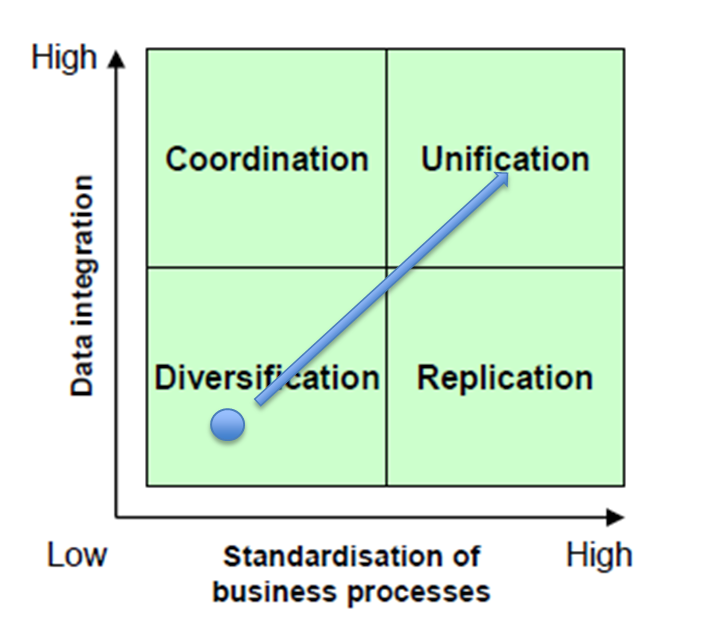 High
Coordination
Unification
Data integration
Diversification
Replication
Low
Standardisation of
business processes
High